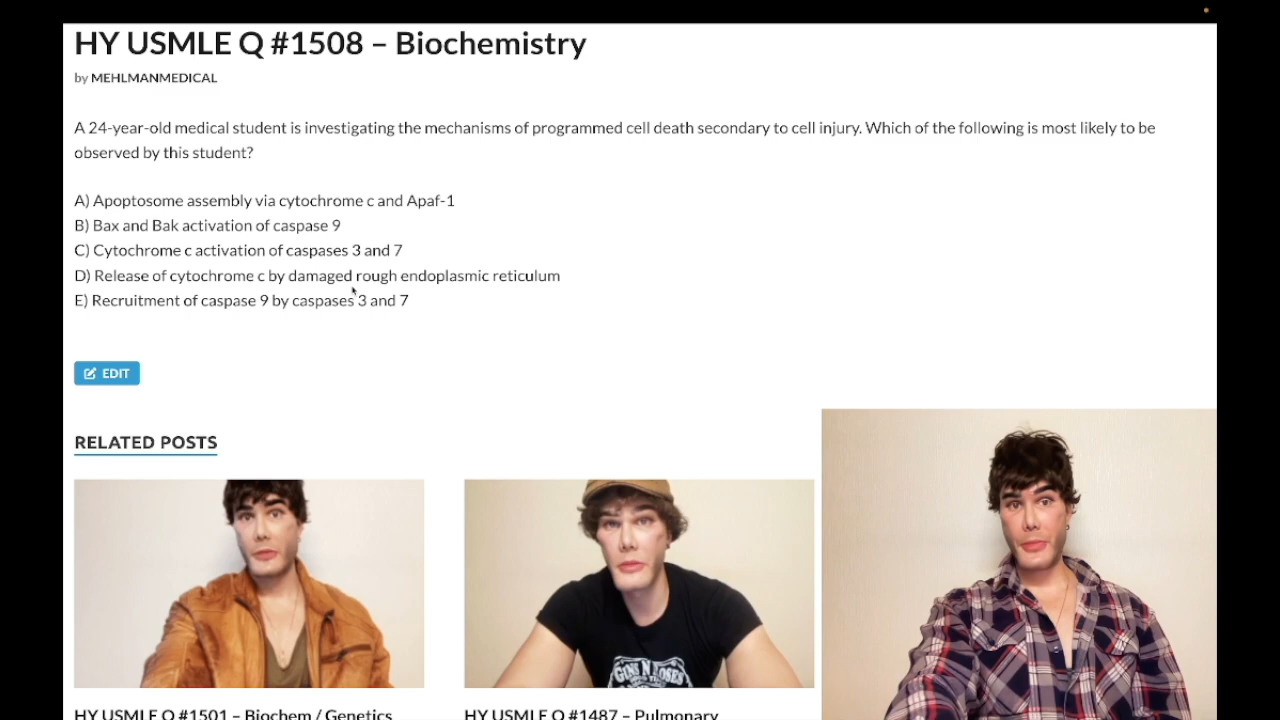 HY USMLE Q #1508 – Biochemistry
by MEHLMANMEDICAL
A 24-year-old medical student is investigating the mechanisms of programmed cell death secondary to cell injury. Which of the following is most likely to be
observed by this student?
A) Apoptosome assembly via cytochrome c and Apaf-1
B) Bax and Bak activation of caspase 9
C) Cytochrome c activation of caspases 3 and 7
D) Release of cytochrome c by damaged rough endoplasmic reticulum
E) Recruitment of caspase 9 by caspases 3 and 7
EDIT
RELATED POSTS
GUNS N ROSES
HY USMLE Q #1501 – Biochem / Genetics
HY USMLE Q #1487 – Pulmonary